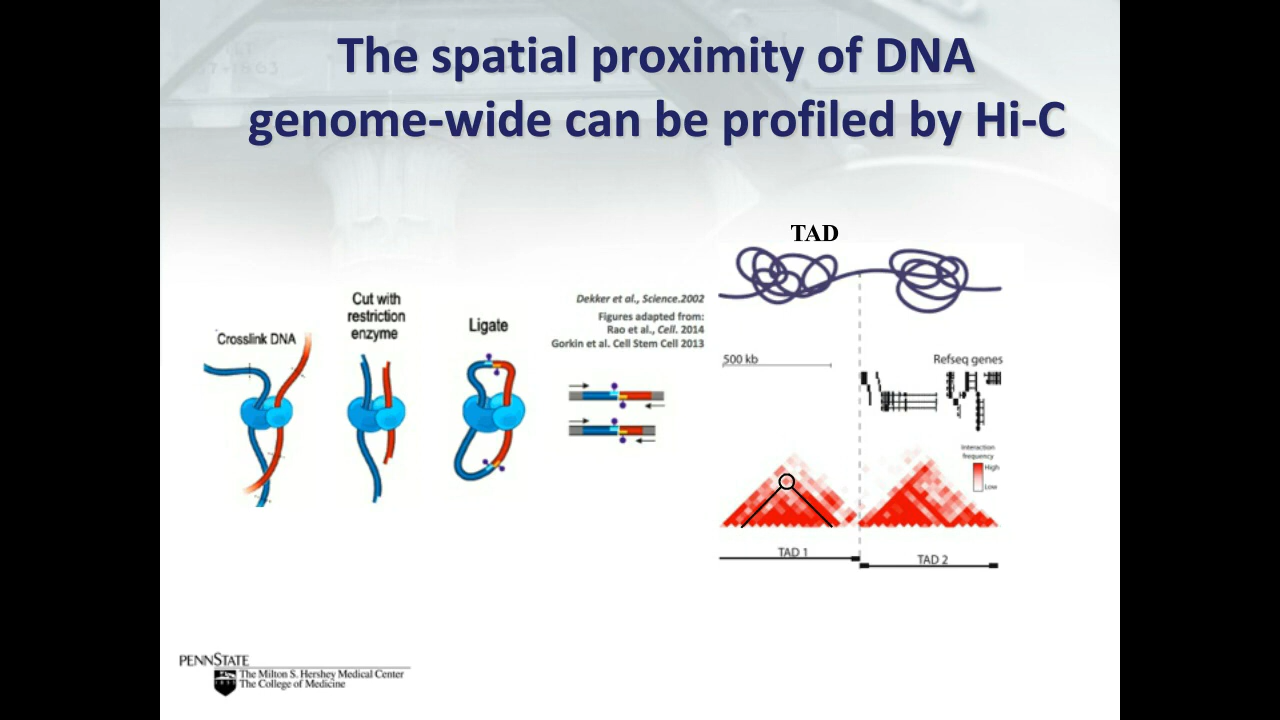 The spatial proximity of DNA
genome-wide can be profiled by Hi-C
TAD
Crosslink DNA
Cut with
restriction
enzyme
Ligate
Dekker et al., Science.2002
Figures adapted from:
Rao et al., Cell. 2014
Gorkin et al. Cell Stem Cell 2013
500 kb
Refseq genes
Interaction
frequency
High
Low
TAD 1
TAD 2
PENNSTATE
The Milton S. Hershey Medical Center
The College of Medicine